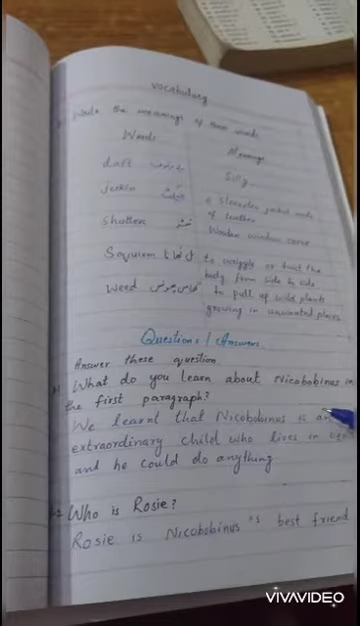 Vocabulary
Write the meanings of these words
Words Meanings
daft Silly
jerkin a sleeveless jacket made
of leather
shutter Wooden window cover
Squirm to wriggle or twist the
body from side to side
weed to pull up wild plants
growing in unwanted places
Questions / Answers
Answer these question
What do you learn about Nicobobinus in
the first paragraph?
We learnt that Nicobobinus is an
extraordinary child who lives in
and he could do anything
Who is Rosie?
Rosie is Nicobobinus's best friend
VIVAVIDEO